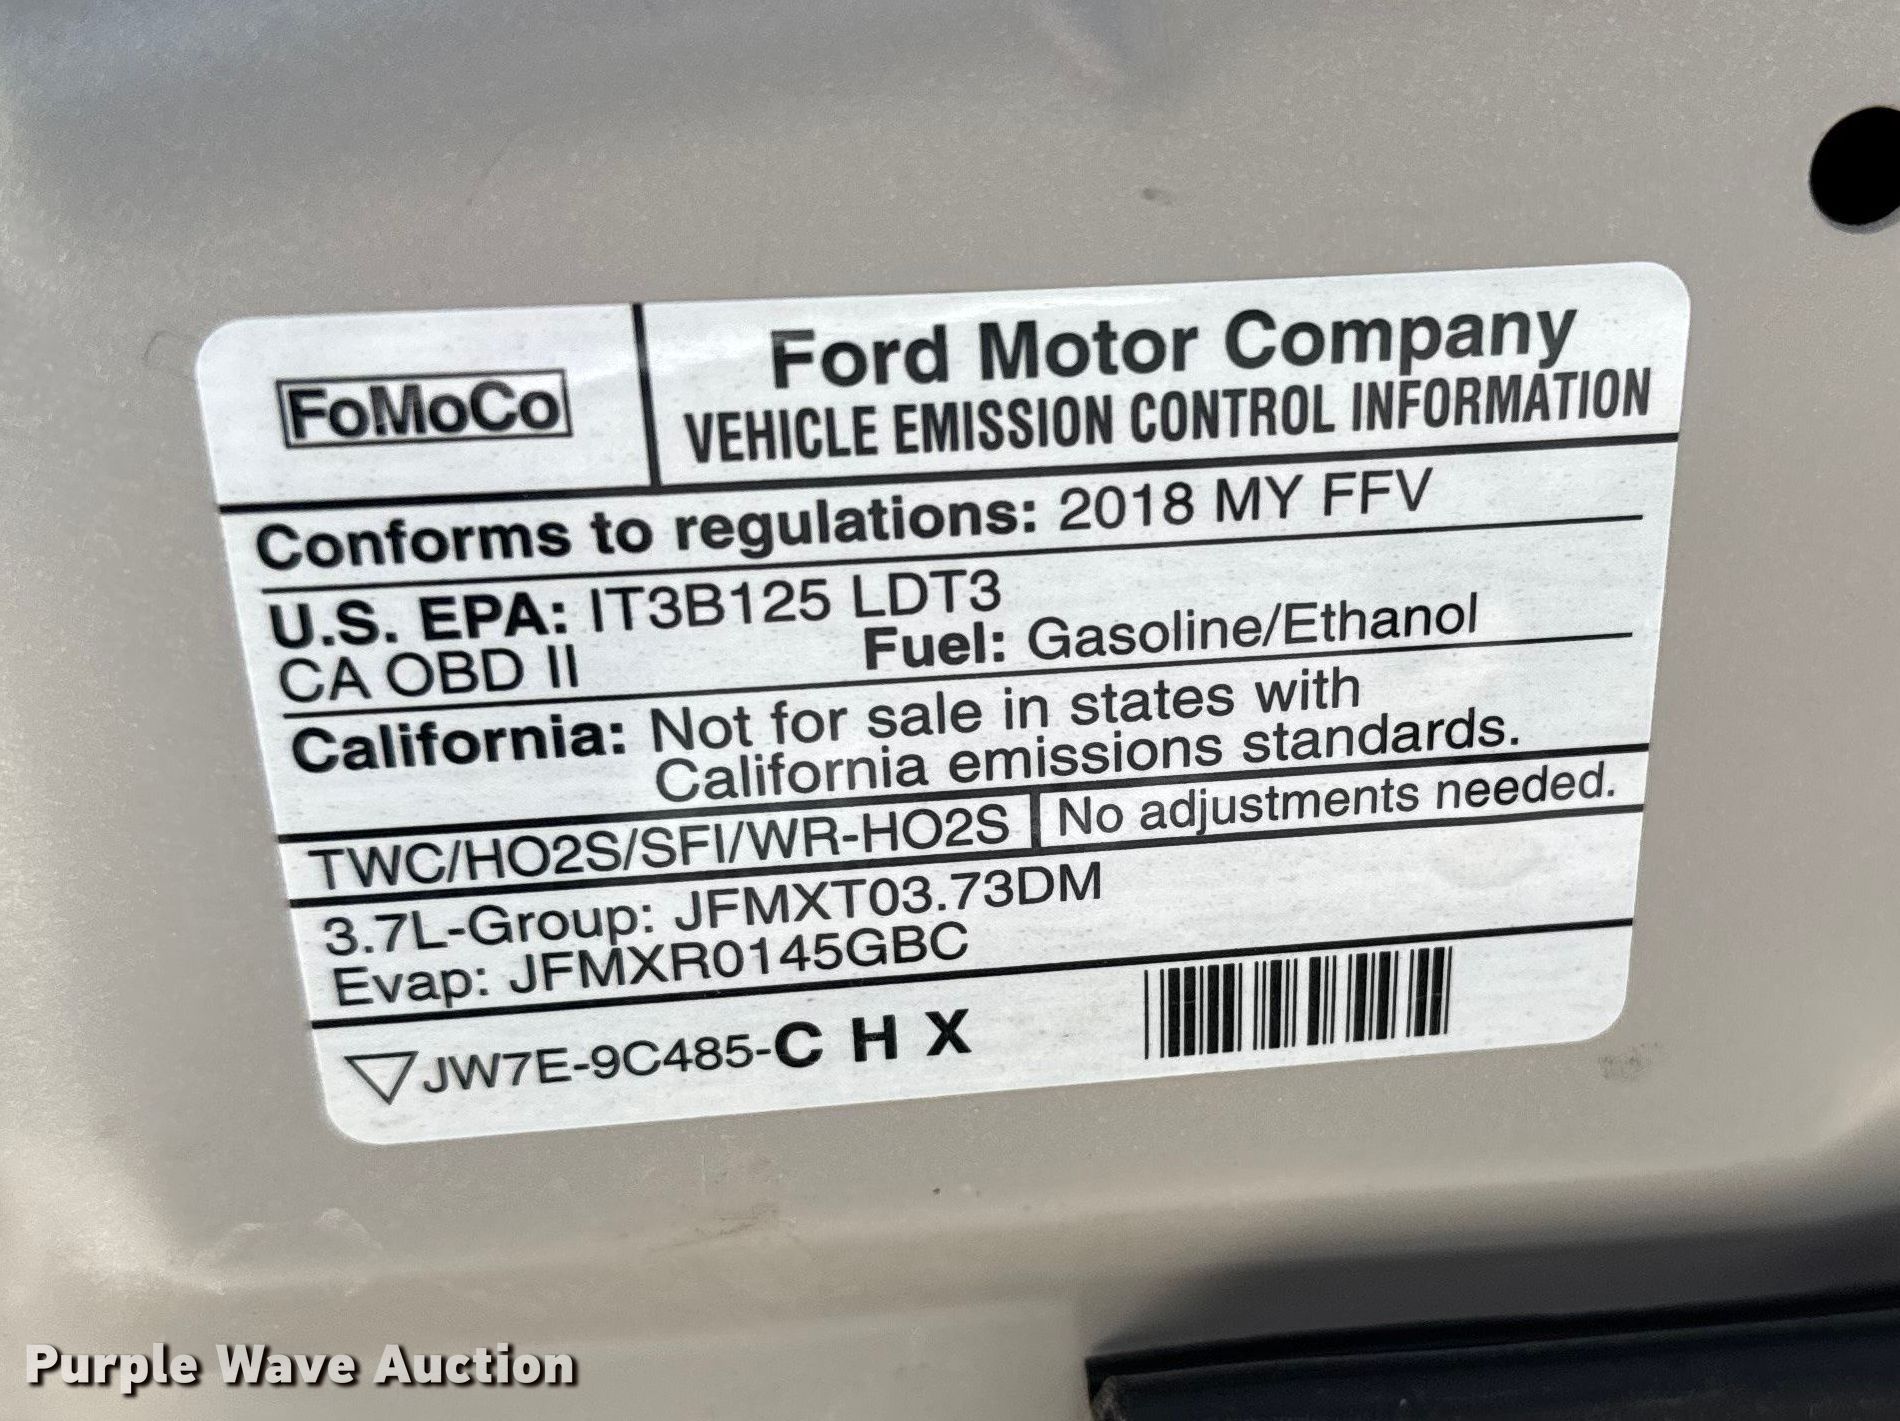 FoMoCo
Ford Motor Company
VEHICLE EMISSION CONTROL INFORMATION
Conforms to regulations: 2018 MY FFV
U.S. EPA: IT3B125 LDT3
CA OBD II Fuel: Gasoline/Ethanol
California: Not for sale in states with
California emissions standards.
TWC/HO2S/SFI/WR-HO2S No adjustments needed.
3.7L-Group: JFMXT03.73DM
Evap: JFMXR0145GBC
JW7E-9C485-C H X
Purple Wave Auction